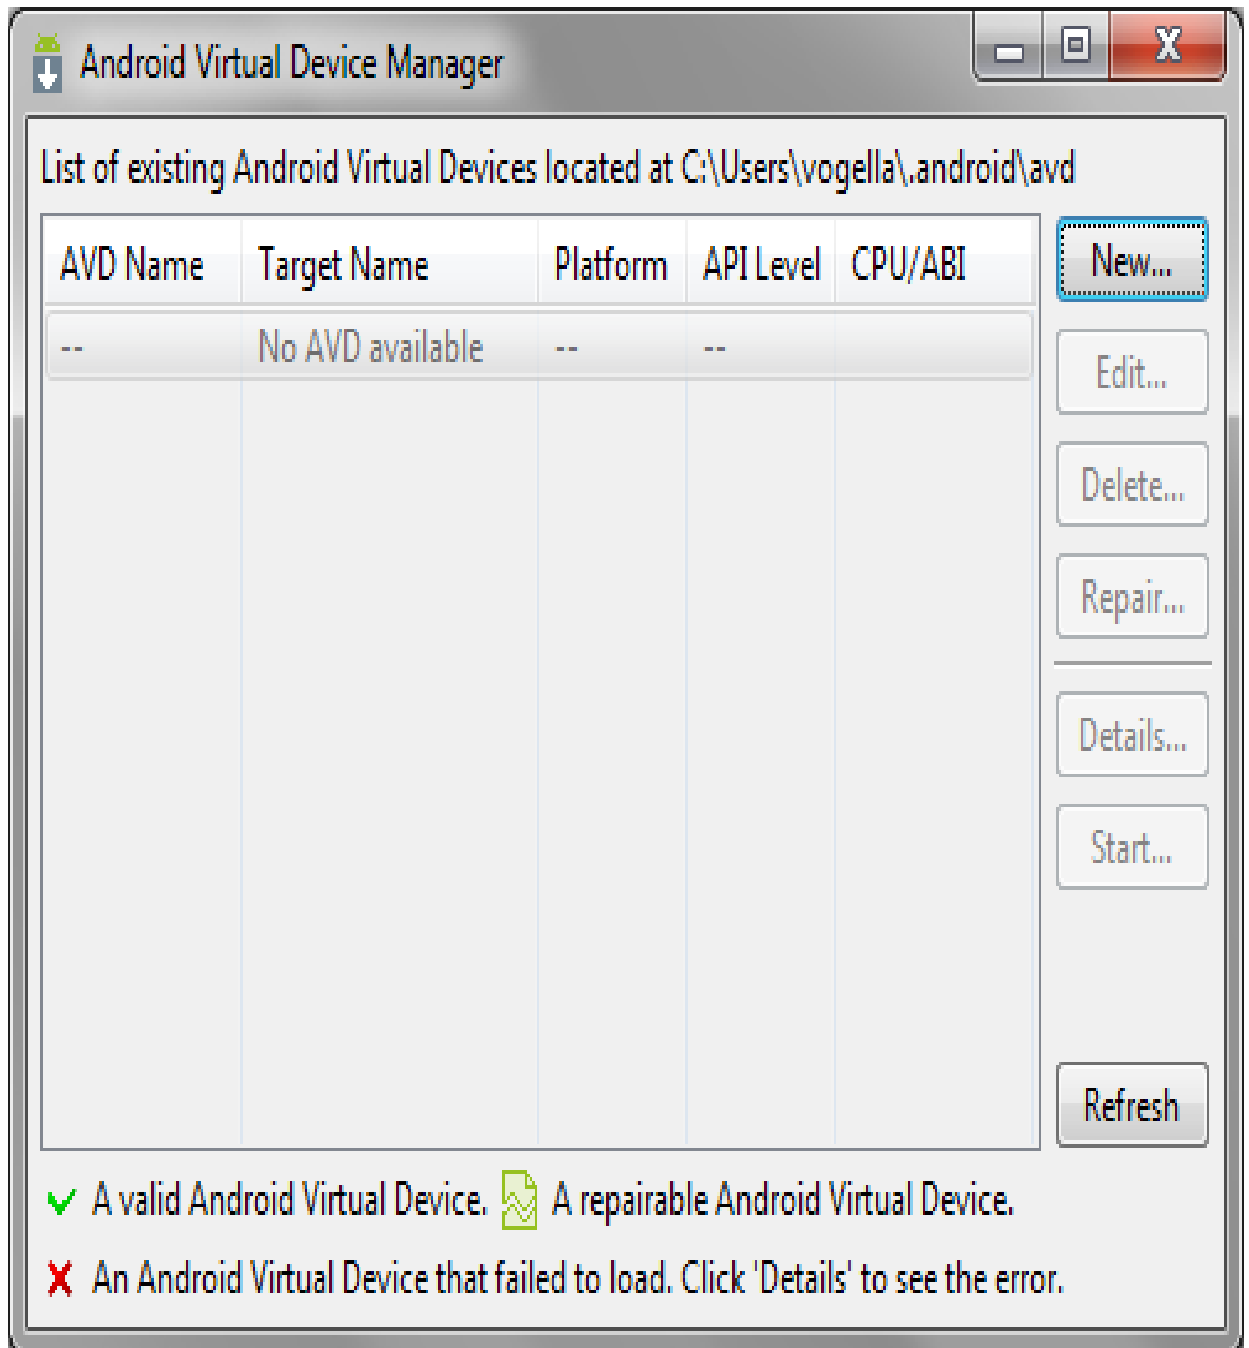 Android Virtual Device Manager
List of existing Android Virtual Devices located at C:\Users\vogella\.android\avd
AVD Name Target Name Platform API Level CPU/ABI
-- No AVD available -- --
New...
Edit...
Delete...
Repair...
Details...
Start...
Refresh
A valid Android Virtual Device. A repairable Android Virtual Device.
An Android Virtual Device that failed to load. Click 'Details' to see the error.